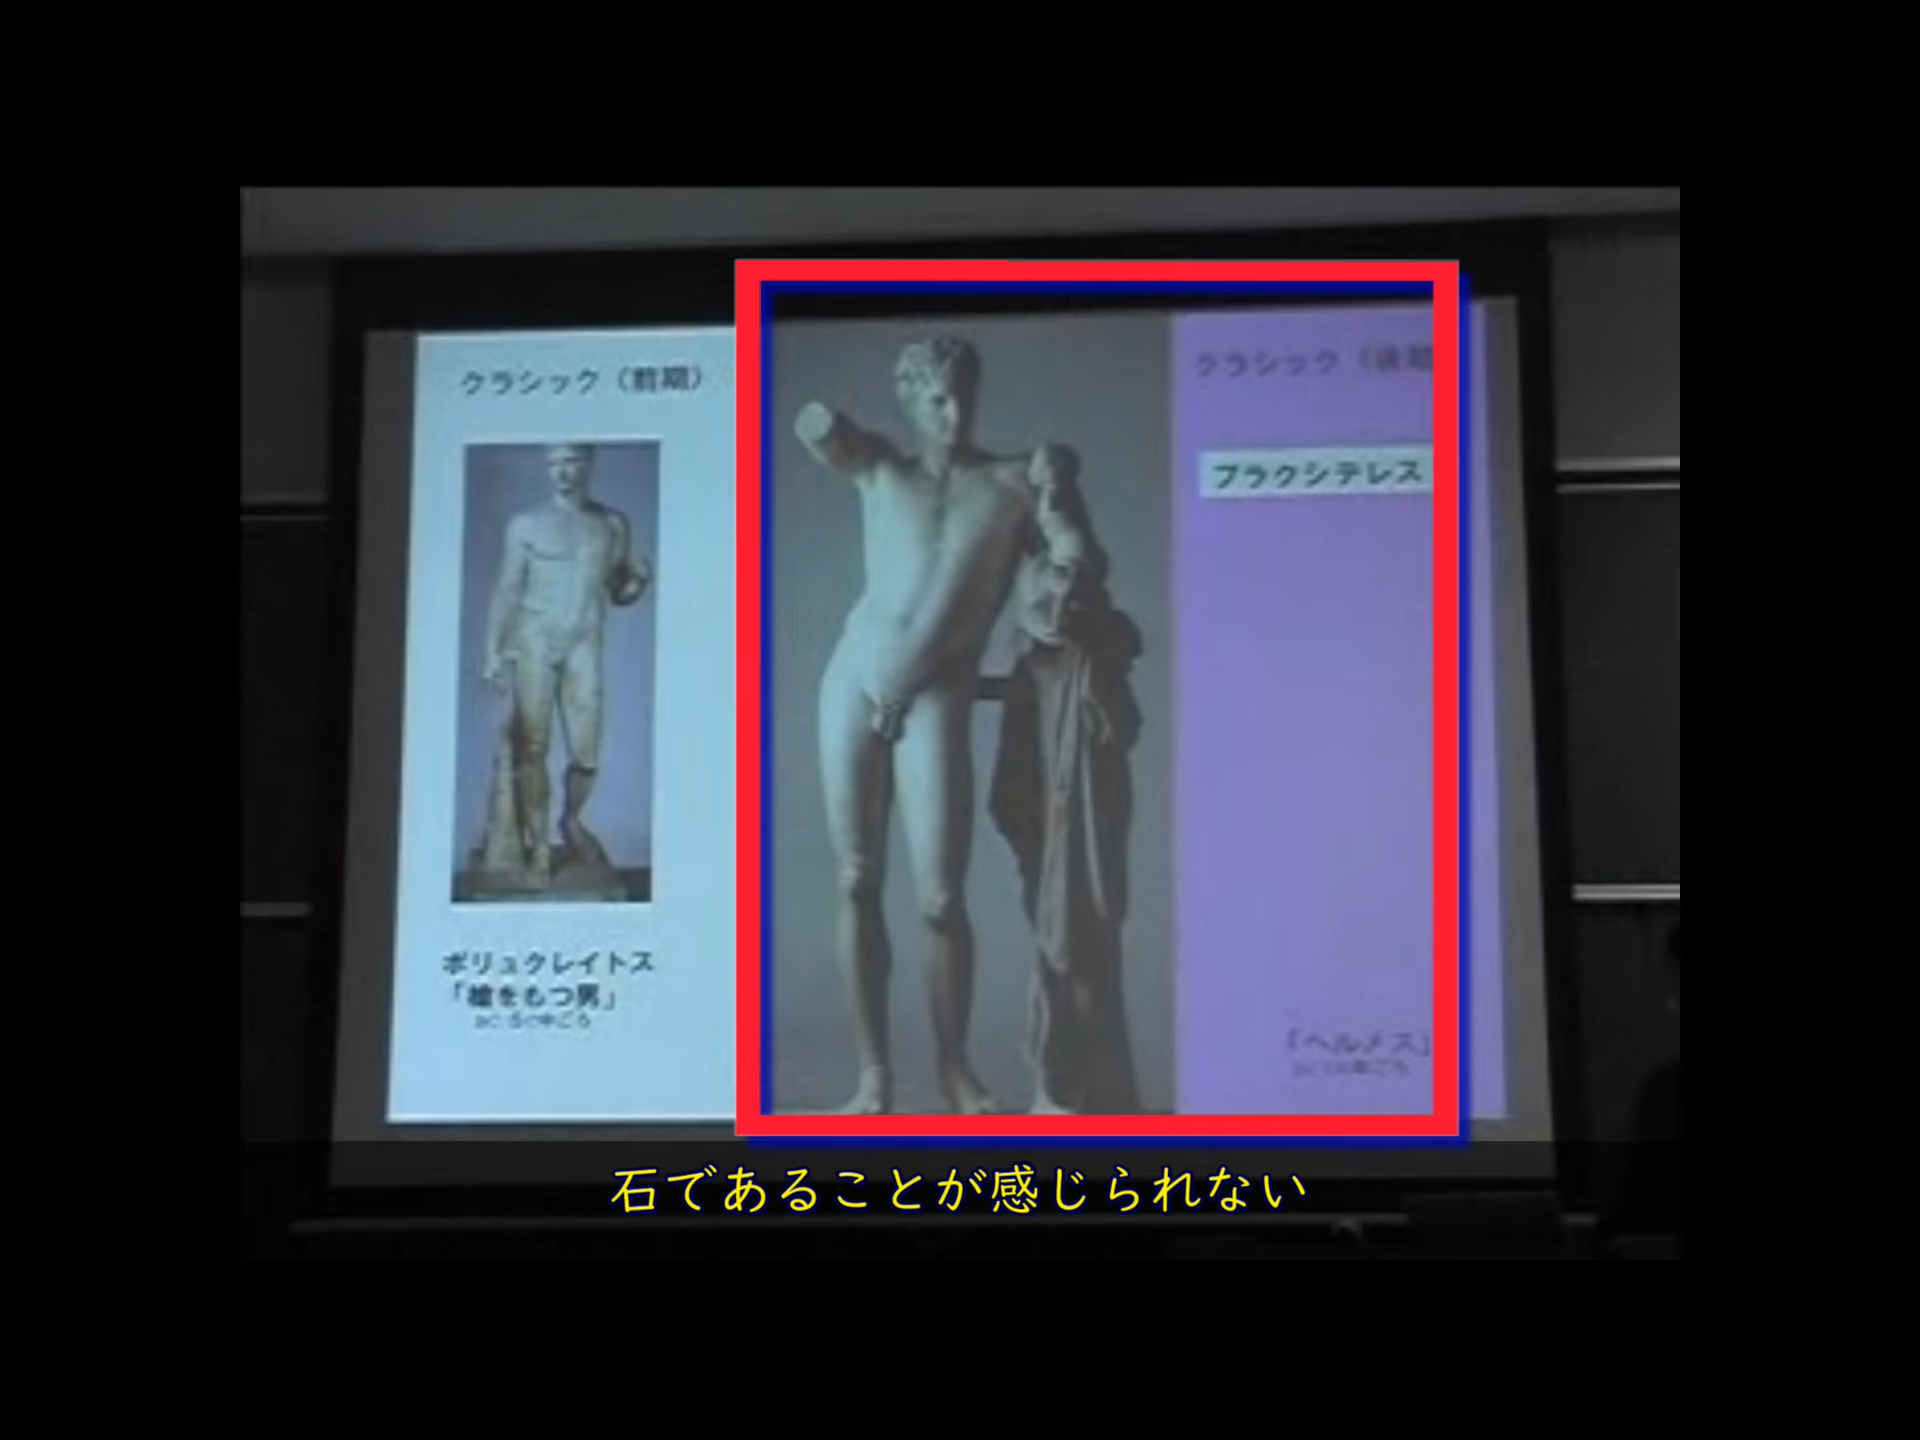 クラシック（前期）
ポリュクレイトス
「槍をもつ男」
クラシック（後期
プラクシテレス
「ヘルメス」
石であることが感じられない